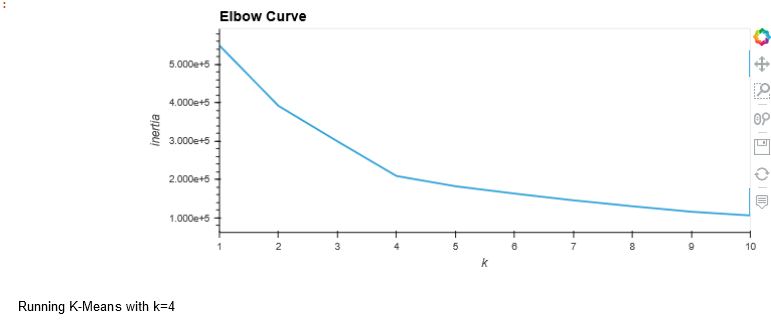 :
Elbow Curve
5.000e+5
4.000e+5
3.000e+5
2.000e+5
1.000e+5
inertia
1 2 3 4 5 6 7 8 9 10
k
Running K-Means with k=4